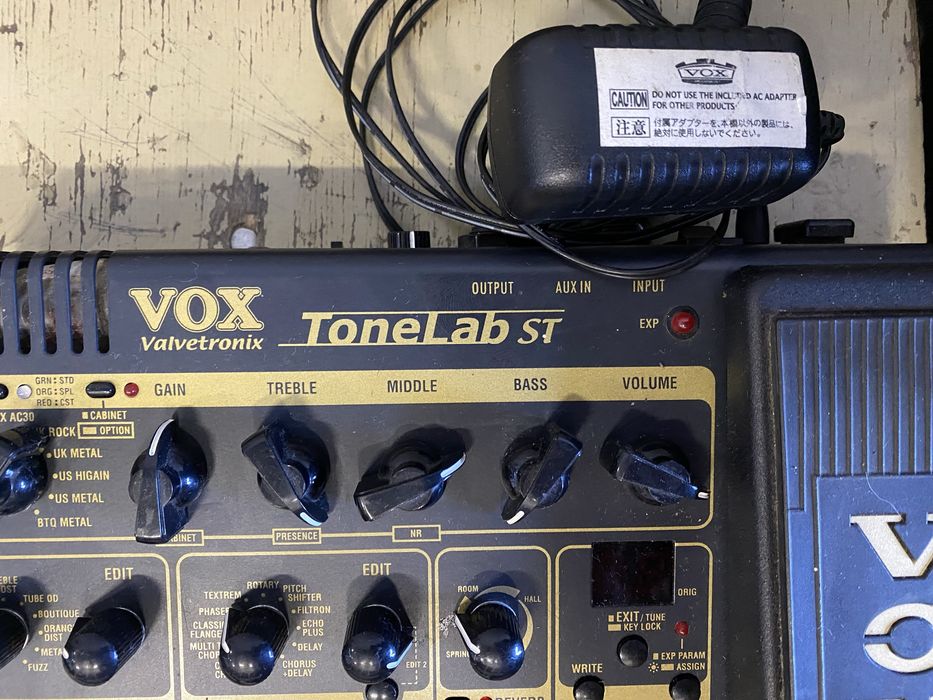 VOX
CAUTION DO NOT USE THE INCLUDED AC ADAPTER
FOR OTHER PRODUCTS
注意 付属アダプターを、本機以外の製品には、
絶対に使用しないでください。
OUTPUT AUX IN INPUT
VOX
Valvetronix
ToneLab ST
EXP
GRN: STD
ORG: SPL
RED: CST
GAIN TREBLE MIDDLE BASS VOLUME
AC30
CABINET
OPTION
ROCK
UK METAL
US HIGAIN
US METAL
BTQ METAL
PRESENCE
NR
EDIT
TUBE OD
BOUTIQUE
ORANGE
DIST
FUZZ
EDIT
ROTARY
PITCH
SHIFTER
TEXTREM
FILTRON
ECHO
PLUS
DELAY
CHORUS
+DELAY
CLASSIC
EDIT 2
ROOM
HALL
REVERB
ORIG
EXIT / TUNE
KEY LOCK
WRITE
EXP PARAM
ASSIGN
V